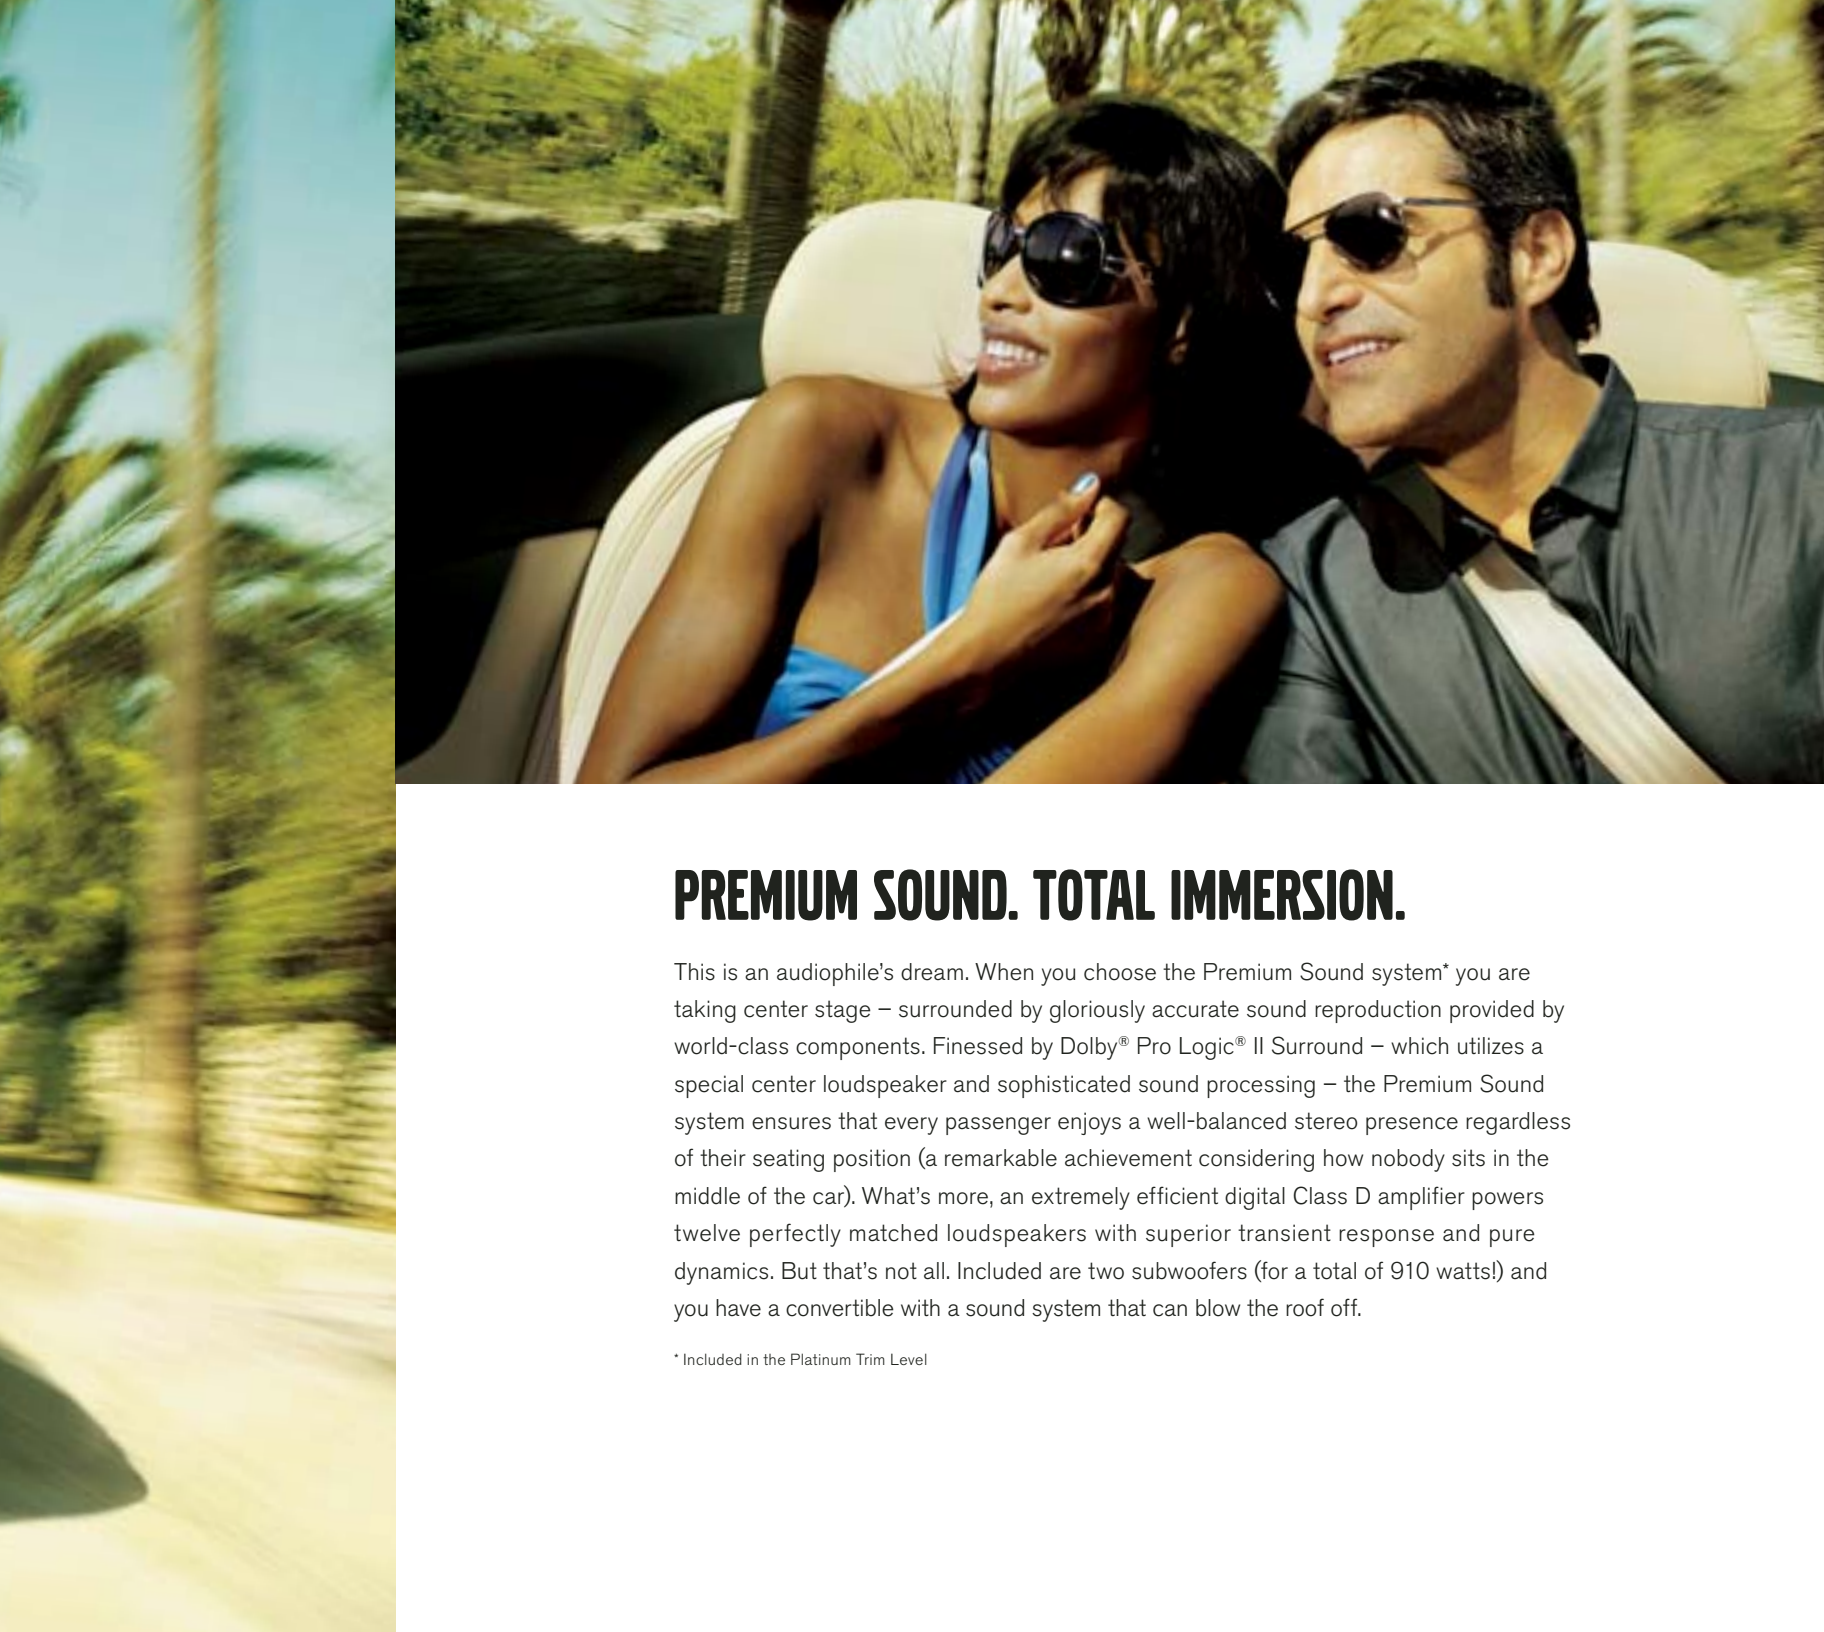 PREMIUM SOUND. TOTAL IMMERSION.
This is an audiophile's dream. When you choose the Premium Sound system* you are
taking center stage – surrounded by gloriously accurate sound reproduction provided by
world-class components. Finessed by Dolby® Pro Logic® II Surround – which utilizes a
special center loudspeaker and sophisticated sound processing – the Premium Sound
system ensures that every passenger enjoys a well-balanced stereo presence regardless
of their seating position (a remarkable achievement considering how nobody sits in the
middle of the car). What's more, an extremely efficient digital Class D amplifier powers
twelve perfectly matched loudspeakers with superior transient response and pure
dynamics. But that's not all. Included are two subwoofers (for a total of 910 watts!) and
you have a convertible with a sound system that can blow the roof off.
* Included in the Platinum Trim Level